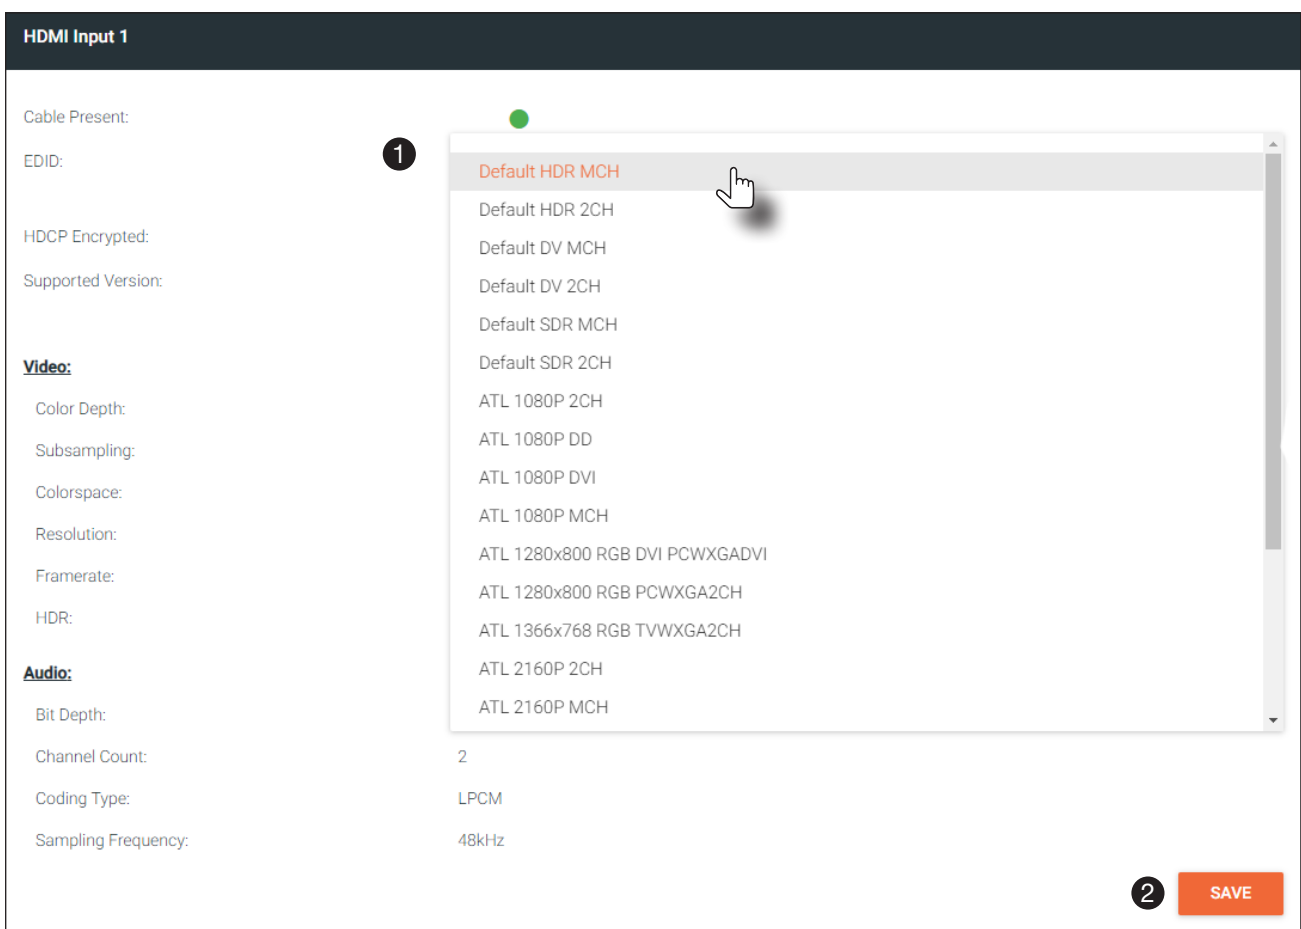 HDMI Input 1
Cable Present:
1
EDID:
Default HDR MCH
Default HDR 2CH
HDCP Encrypted:
Default DV MCH
Supported Version:
Default DV 2CH
Default SDR MCH
Video:
Default SDR 2CH
Color Depth:
ATL 1080P 2CH
Subsampling:
ATL 1080P DD
Colorspace:
ATL 1080P DVI
Resolution:
ATL 1080P MCH
Framerate:
ATL 1280x800 RGB DVI PCWXGADVI
HDR:
ATL 1280x800 RGB PCWXGA2CH
ATL 1366x768 RGB TVWXGA2CH
Audio:
ATL 2160P 2CH
Bit Depth:
ATL 2160P MCH
Channel Count: 2
Coding Type: LPCM
Sampling Frequency: 48kHz
2 SAVE